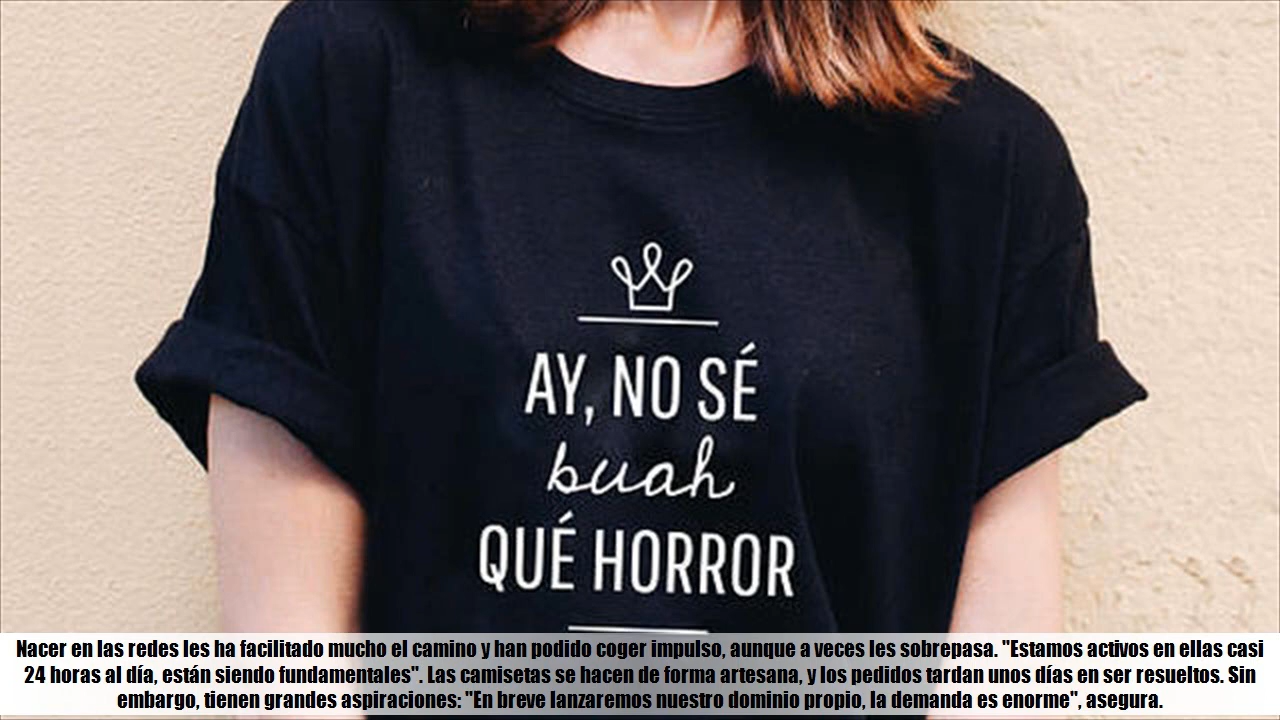 AY, NO SÉ
buah
QUÉ HORROR
Nacer en las redes les ha facilitado mucho el camino y han podido coger impulso, aunque a veces les sobrepasa. "Estamos activos en ellas casi
24 horas al día, están siendo fundamentales". Las camisetas se hacen de forma artesana, y los pedidos tardan unos días en ser resueltos. Sin
embargo, tienen grandes aspiraciones: "En breve lanzaremos nuestro dominio propio, la demanda es enorme", asegura.